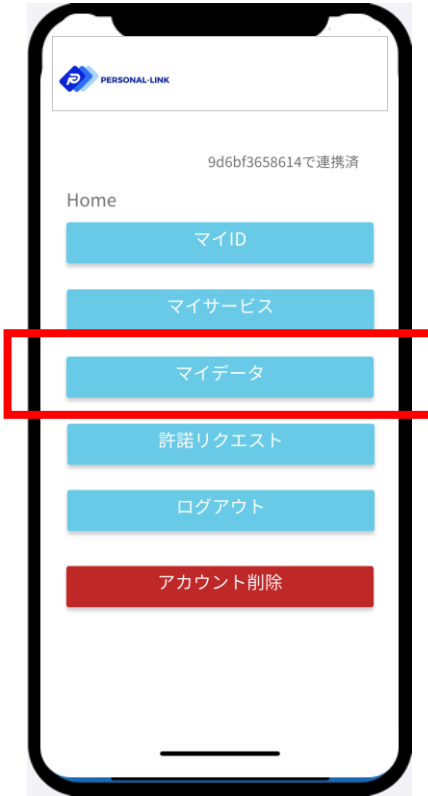 PERSONAL-LINK
9d6bf3658614で連携済
Home
マイID
マイサービス
マイデータ
許諾リクエスト
ログアウト
アカウント削除